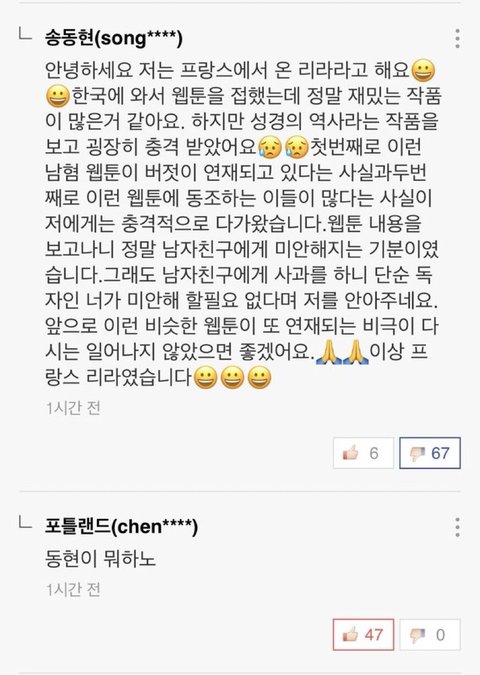 송동현(song****)
안녕하세요 저는 프랑스에서 온 리라라고 해요😀
😀한국에 와서 웹툰을 접했는데 정말 재밌는 작품
이 많은거 같아요. 하지만 성경의 역사라는 작품을
보고 굉장히 충격 받았어요😥😥첫번째로 이런
남혐 웹툰이 버젓이 연재되고 있다는 사실과두번
째로 이런 웹툰에 동조하는 이들이 많다는 사실이
저에게는 충격적으로 다가왔습니다.웹툰 내용을
보고나니 정말 남자친구에게 미안해지는 기분이였
습니다.그래도 남자친구에게 사과를 하니 단순 독
자인 너가 미안해 할필요 없다며 저를 안아주네요.
앞으로 이런 비슷한 웹툰이 또 연재되는 비극이 다
시는 일어나지 않았으면 좋겠어요.🙏🙏이상 프
랑스 리라였습니다😀😀😀
1시간 전
6 67
포틀랜드(chen****)
동현이 뭐하노
1시간 전
47 0